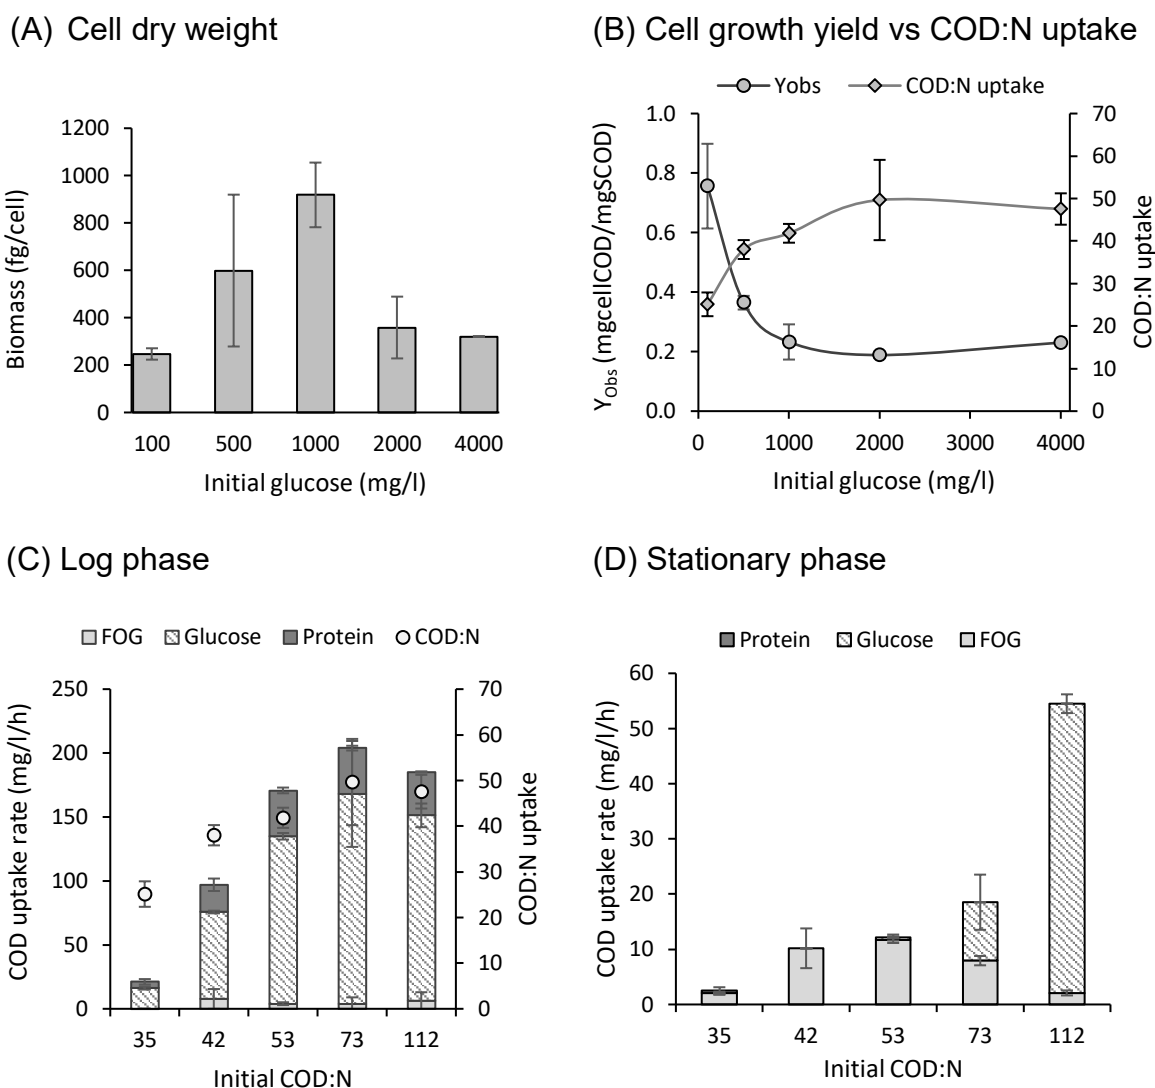 (A) Cell dry weight
Biomass (fg/cell)
1200
1000
800
600
400
200
0
100 500 1000 2000 4000
Initial glucose (mg/l)
(B) Cell growth yield vs COD:N uptake
Yobs COD:N uptake
Y_Obs (mgcellCOD/mgSCOD)
1.0
0.8
0.6
0.4
0.2
0.0
70
60
50
40
30
20
10
0
COD:N uptake
0 1000 2000 3000 4000
Initial glucose (mg/l)
(C) Log phase
FOG Glucose Protein COD:N
COD uptake rate (mg/l/h)
250
200
150
100
50
0
70
60
50
40
30
20
10
0
COD:N uptake
35 42 53 73 112
Initial COD:N
(D) Stationary phase
Protein Glucose FOG
COD uptake rate (mg/l/h)
60
50
40
30
20
10
0
35 42 53 73 112
Initial COD:N